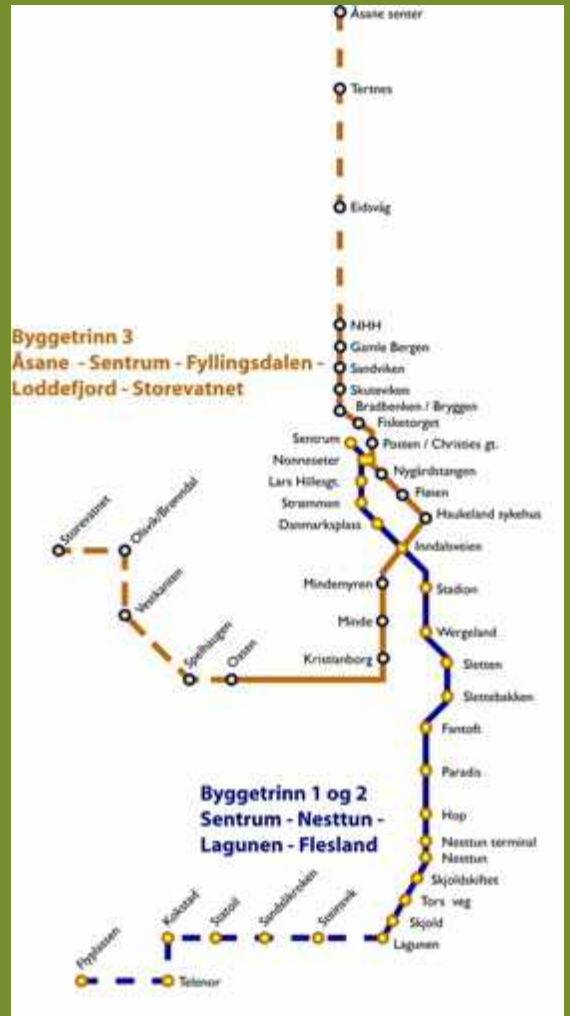 Åsane senter
Tertnes
Eidsvåg
NHH
Gamle Bergen
Sandviken
Skuteviken
Bradbenken / Bryggen
Fisketorget
Posten / Christies gt.
Nygårdstangen
Fløien
Haukeland sykehus
Byggetrinn 3
Åsane - Sentrum - Fyllingsdalen -
Loddefjord - Storevatnet
Sentrum
Nonneseter
Lars Hillesgt.
Strømmen
Danmarksplass
Inndalsveien
Storevatnet
Olsvik/Brønndal
Vestkanten
Spelhaugen
Oasen
Mindemyren
Minde
Kristianborg
Stadion
Wergeland
Sletten
Slettebakken
Fantoft
Paradis
Hop
Nesttun terminal
Nesttun
Skjoldskiftet
Tors veg
Skjold
Lagunen
Byggetrinn 1 og 2
Sentrum - Nesttun -
Lagunen - Flesland
Flyplassen
Kokstad
Statoil
Sandslikroken
Steinsvik
Telenor